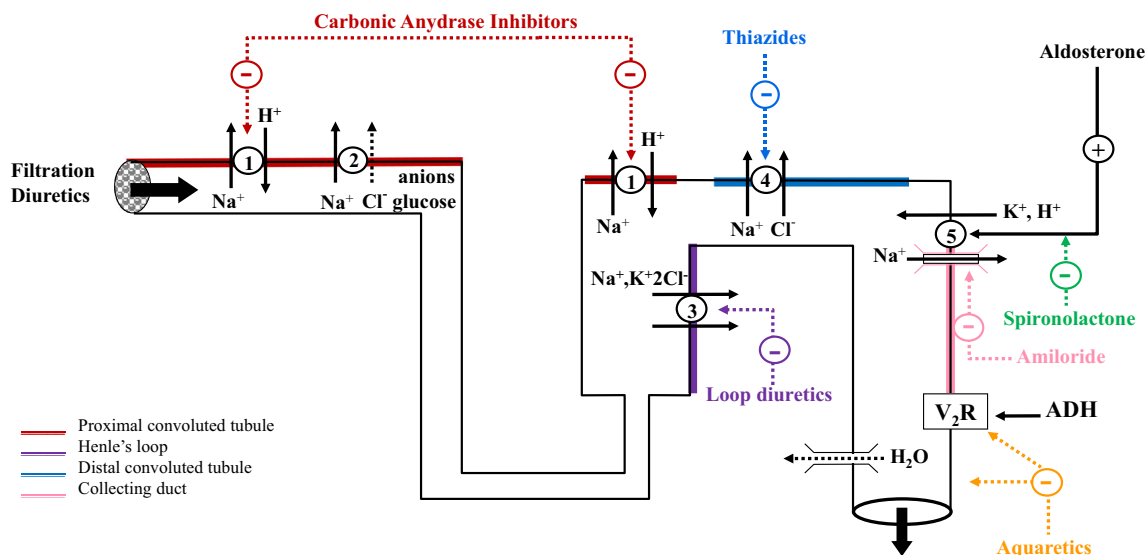 Carbonic Anydrase Inhibitors
Thiazides
Aldosterone
−
−
−
+
H⁺
H⁺
Filtration
Diuretics
1
2
1
4
anions
Na⁺
Na⁺
Cl⁻
glucose
Na⁺
Na⁺
Cl⁻
K⁺, H⁺
5
Na⁺
Na⁺,K⁺2Cl⁻
3
−
−
−
Spironolactone
Amiloride
Loop diuretics
V₂R
ADH
Proximal convoluted tubule
Henle's loop
Distal convoluted tubule
Collecting duct
H₂O
−
Aquaretics